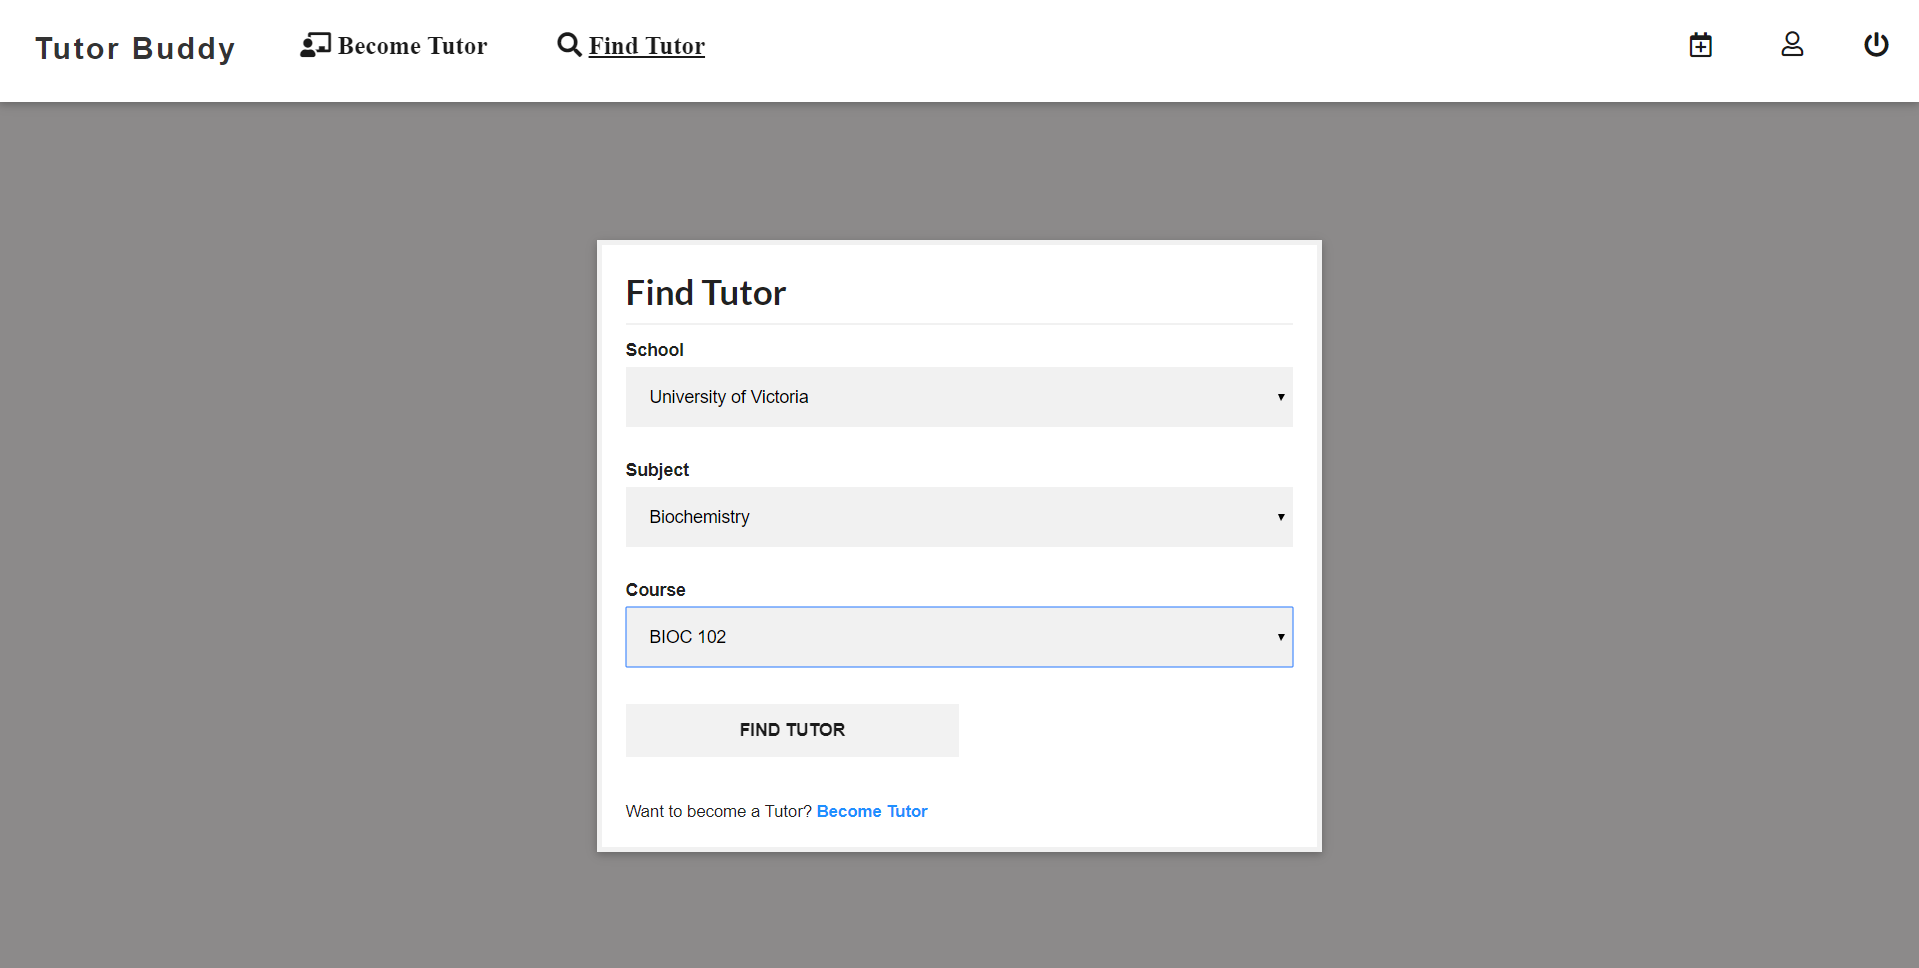 Tutor Buddy Become Tutor Find Tutor
Find Tutor
School
University of Victoria
Subject
Biochemistry
Course
BIOC 102
FIND TUTOR
Want to become a Tutor? Become Tutor